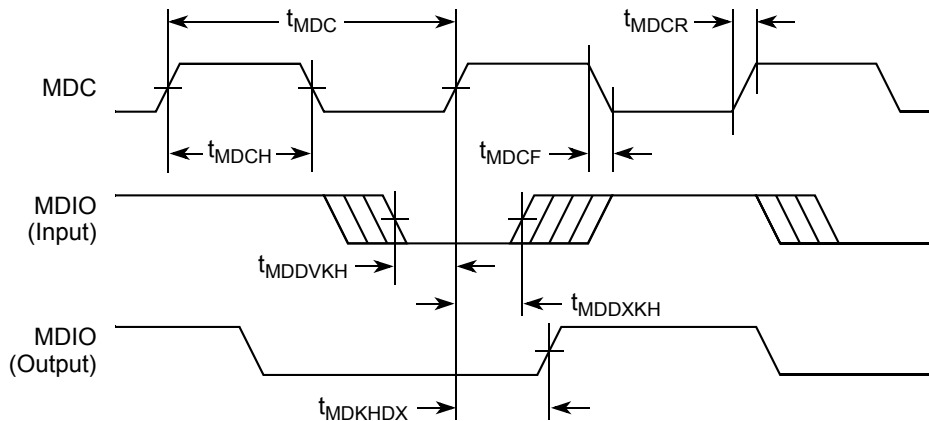 tMDC
tMDCR
MDC
tMDCH
tMDCF
MDIO
(Input)
tMDDVKH
tMDDXKH
MDIO
(Output)
tMDKHDX